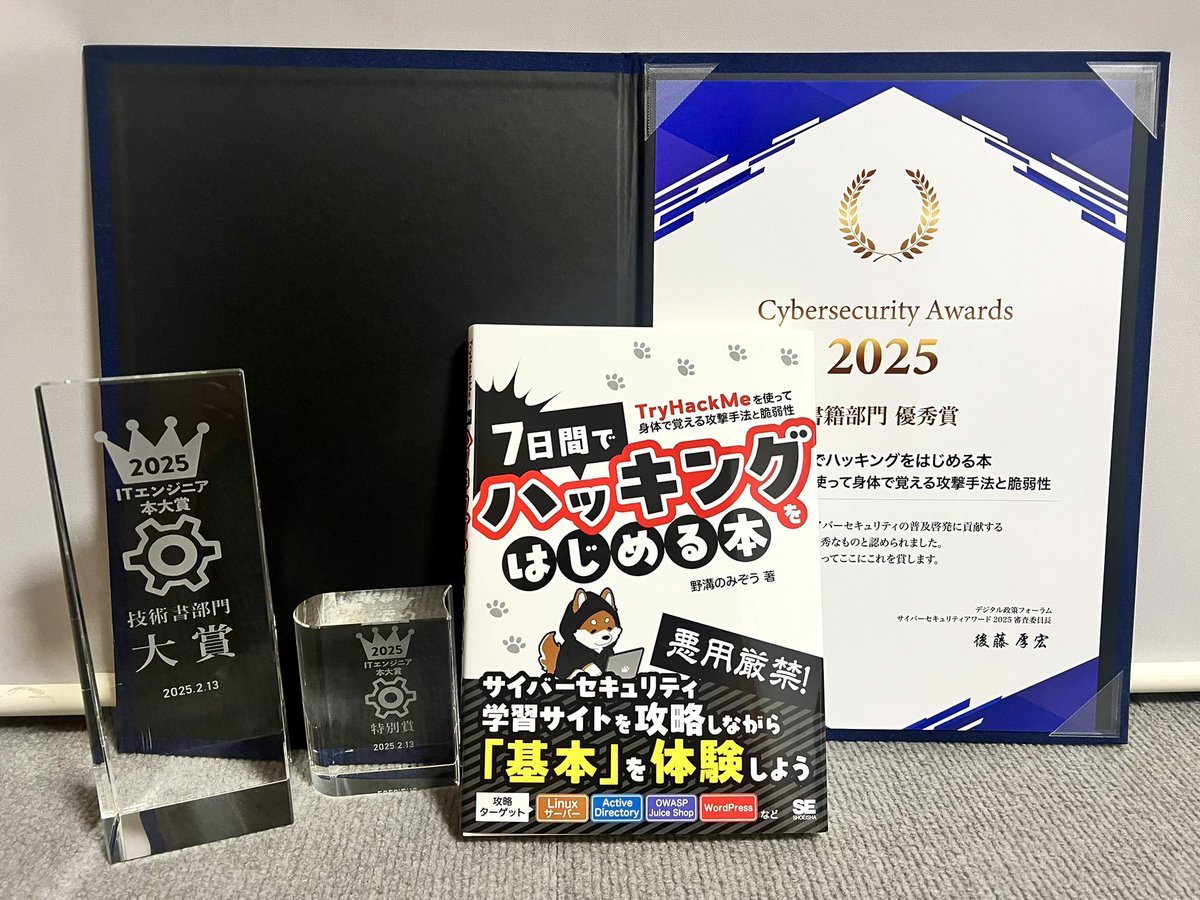 2025
ITエンジニア
本大賞
技術書部門
大賞
2025.2.13
2025
ITエンジニア
本大賞
特別賞
2025.2.13
TryHackMeを使って
身体で覚える攻撃手法と脆弱性
7日間で
ハッキングを
はじめる本
野溝のみぞう 著
悪用厳禁!
サイバーセキュリティ
学習サイトを攻略しながら
「基本」を体験しよう
攻略
ターゲット
Linux
サーバー
Active
Directory
OWASP
Juice Shop
WordPress
など
SE
SHOEISHA
Cybersecurity Awards
2025
書籍部門 優秀賞
でハッキングをはじめる本
使って身体で覚える攻撃手法と脆弱性
イバーセキュリティの普及啓発に貢献する
秀なものと認められました。
ってここにこれを賞します。
デジタル政策フォーラム
サイバーセキュリティアワード 2025 審査委員長
後藤厚宏